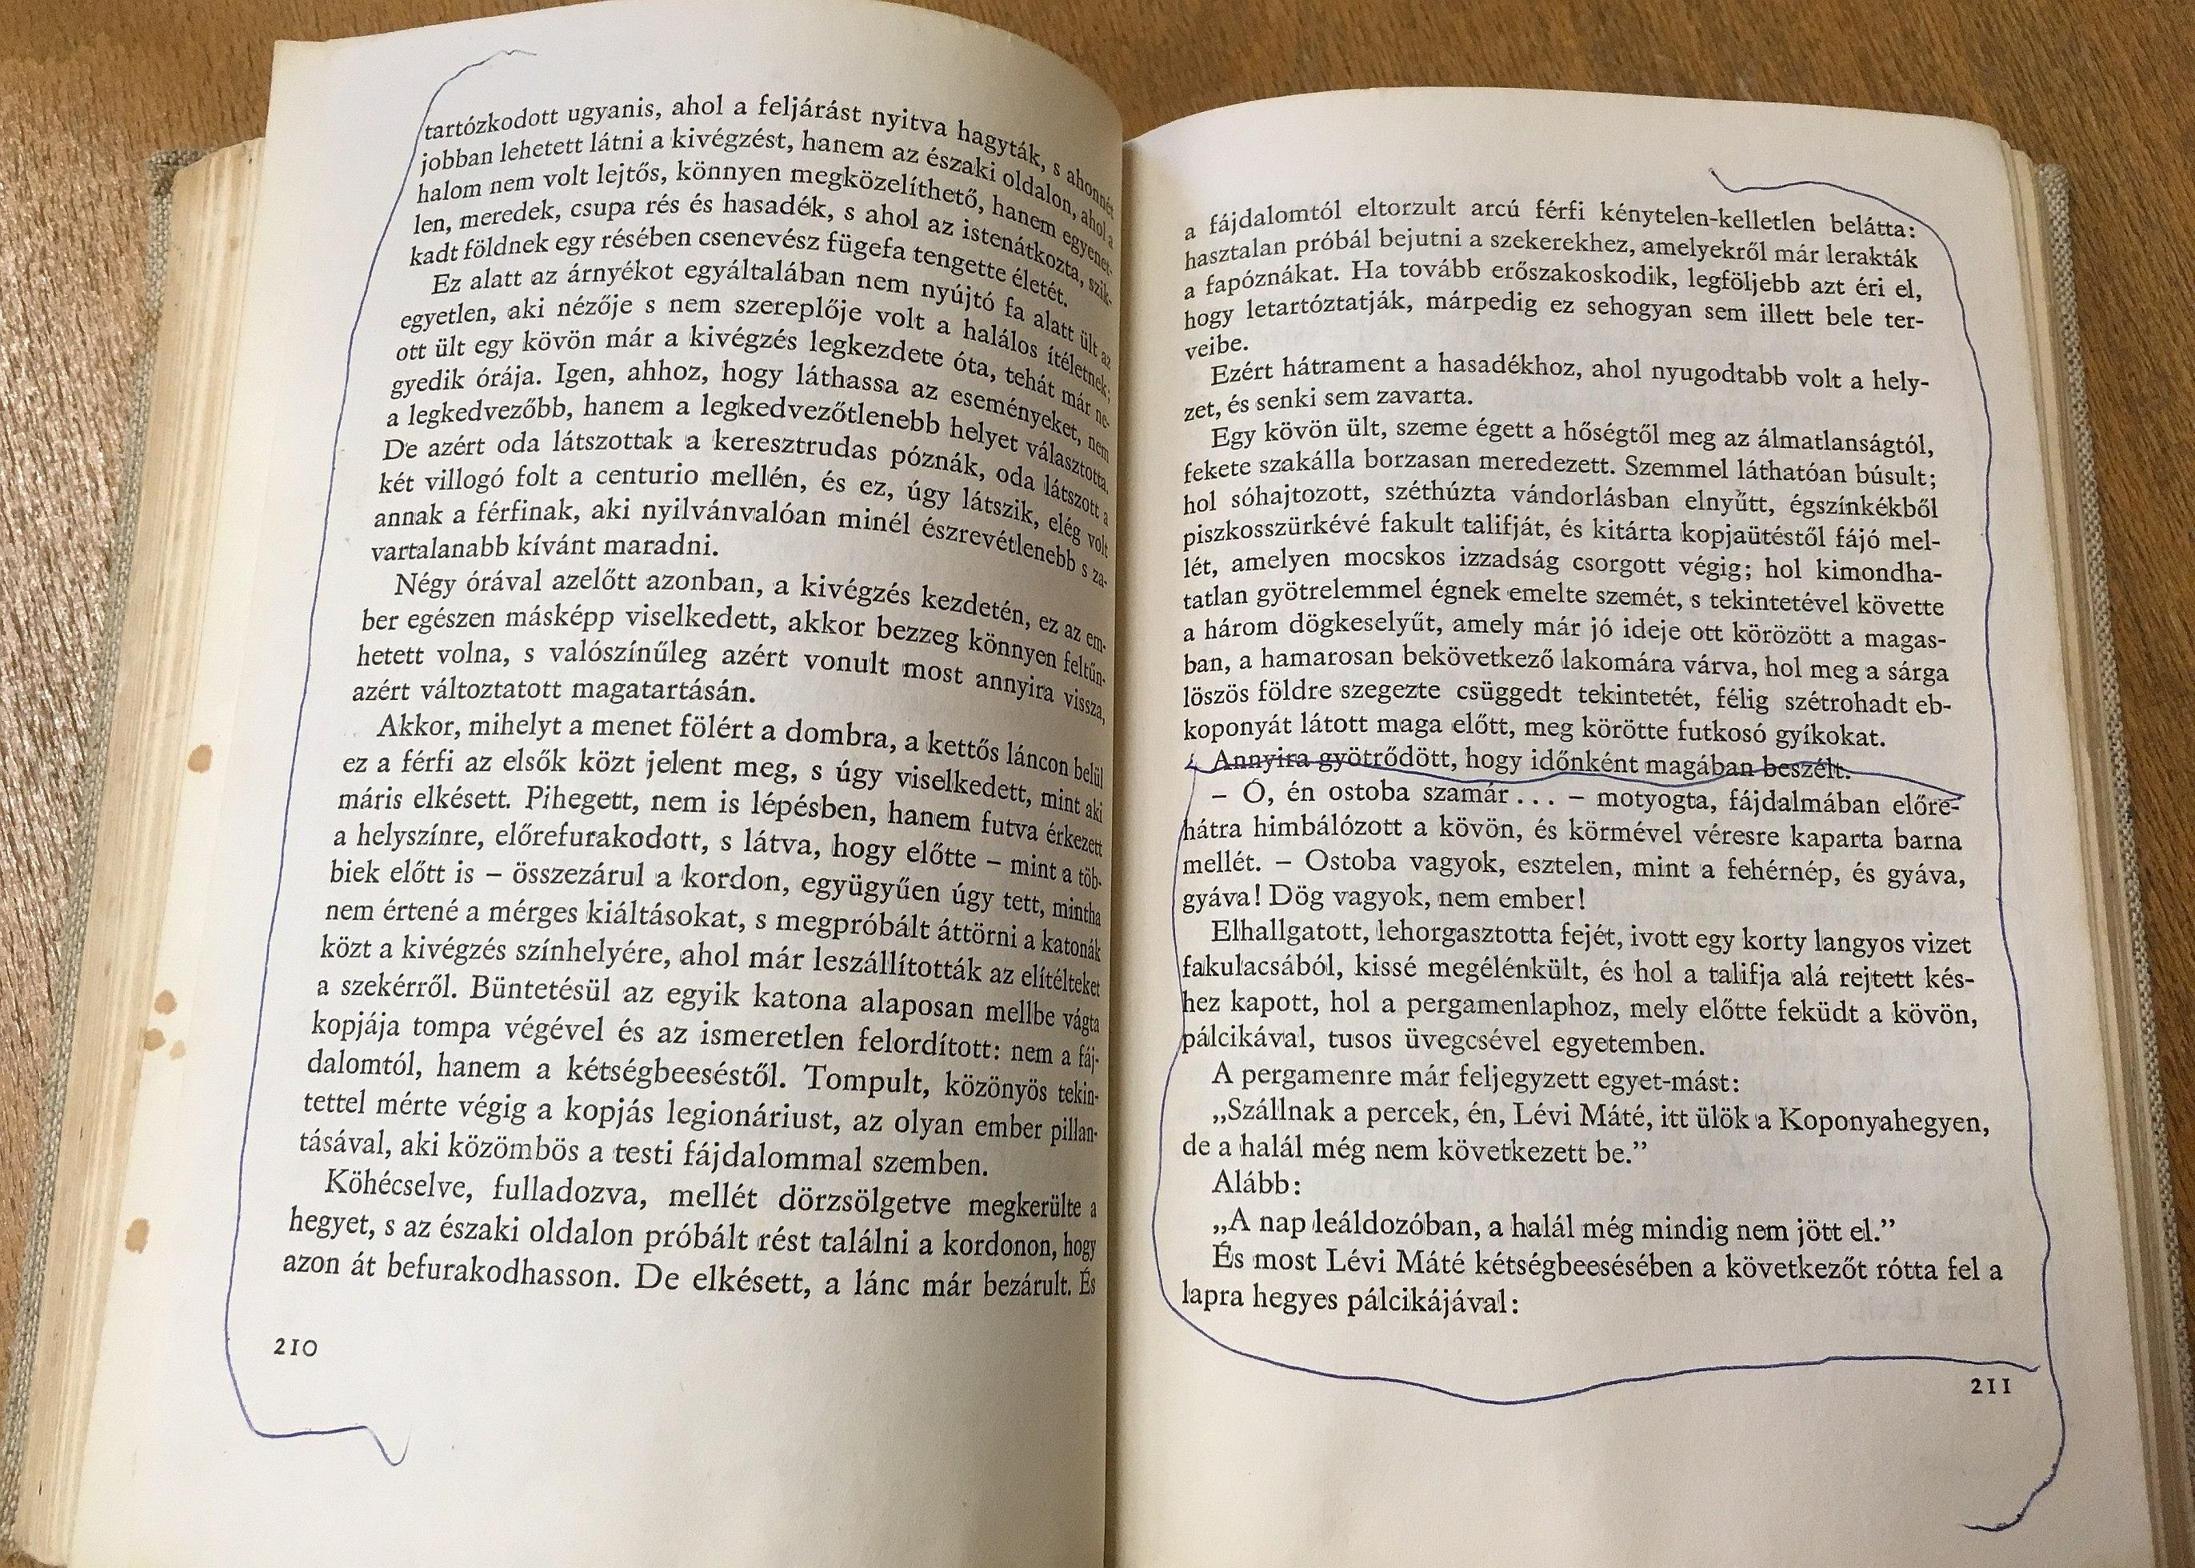 tartózkodott ugyanis, ahol a feljárást nyitva hagyták, s ahonnét
jobban lehetett látni a kivégzést, hanem az északi oldalon, ahol a
halom nem volt lejtős, könnyen megközelíthető, hanem egyenet-
len, meredek, csupa rés és hasadék, s ahol az istenátkozta, szik-
kadt földnek egy résében csenevész fügefa tengette életét.
Ez alatt az árnyékot egyáltalában nem nyújtó fa alatt ült az
egyetlen, aki nézője s nem szereplője volt a halálos ítéletnek;
ott ült egy kövön már a kivégzés legkezdete óta, tehát már ne-
gyedik órája. Igen, ahhoz, hogy láthassa az eseményeket, nem
a legkedvezőbb, hanem a legkedvezőtlenebb helyet választotta.
De azért oda látszottak a keresztrudas póznák, oda látszott a
két villogó folt a centurio mellén, és ez, úgy látszik, elég volt
annak a férfinak, aki nyilvánvalóan minél észrevétlenebb s za-
vartalanabb kívánt maradni.
Négy órával azelőtt azonban, a kivégzés kezdetén, ez az em-
ber egészen másképp viselkedett, akkor bezzeg könnyen feltűn-
hetett volna, s valószínűleg azért vonult most annyira vissza,
azért változtatott magatartásán.
Akkor, mihelyt a menet fölért a dombra, a kettős láncon belül
ez a férfi az elsők közt jelent meg, s úgy viselkedett, mint aki
máris elkésett. Pihegett, nem is lépésben, hanem futva érkezett
a helyszínre, előrefurakodott, s látva, hogy előtte – mint a töb-
biek előtt is – összezárul a kordon, együgyűen úgy tett, mintha
nem értené a mérges kiáltásokat, s megpróbált áttörni a katonák
közt a kivégzés színhelyére, ahol már leszállították az elítélteket
a szekérről. Büntetésül az egyik katona alaposan mellbe vágta
kopjája tompa végével és az ismeretlen felordított: nem a fáj-
dalomtól, hanem a kétségbeeséstől. Tompult, közönyös tekin-
tettel mérte végig a kopjás legionáriust, az olyan ember pillan-
tásával, aki közömbös a testi fájdalommal szemben.
Köhécselve, fulladozva, mellét dörzsölgetve megkerülte a
hegyet, s az északi oldalon próbált rést találni a kordonon, hogy
azon át befurakodhasson. De elkésett, a lánc már bezárult. És
210
a fájdalomtól eltorzult arcú férfi kénytelen-kelletlen belátta:
hasztalan próbál bejutni a szekerekhez, amelyekről már lerakták
a fapóznákat. Ha tovább erőszakoskodik, legföljebb azt éri el,
hogy letartóztatják, márpedig ez sehogyan sem illett bele ter-
veibe.
Ezért hátrament a hasadékhoz, ahol nyugodtabb volt a hely-
zet, és senki sem zavarta.
Egy kövön ült, szeme égett a hőségtől meg az álmatlanságtól,
fekete szakálla borzasan meredezett. Szemmel láthatóan búsult;
hol sóhajtozott, széthúzta vándorlásban elnyűtt, égszínkékből
piszkosszürkévé fakult talifját, és kitárta kopjaütéstől fájó mel-
lét, amelyen mocskos izzadság csorgott végig; hol kimondha-
tatlan gyötrelemmel égnek emelte szemét, s tekintetével követte
a három dögkeselyűt, amely már jó ideje ott körözött a magas-
ban, a hamarosan bekövetkező lakomára várva, hol meg a sárga
löszös földre szegezte csüggedt tekintetét, félig szétrohadt eb-
koponyát látott maga előtt, meg körötte futkosó gyíkokat.
Annyira gyötrődött, hogy időnként magában beszélt.
– Ó, én ostoba szamár . . . – motyogta, fájdalmában előre-
hátra himbálózott a kövön, és körmével véresre kaparta barna
mellét. – Ostoba vagyok, esztelen, mint a fehérnép, és gyáva,
gyáva! Dög vagyok, nem ember!
Elhallgatott, lehorgasztotta fejét, ivott egy korty langyos vizet
fakulacsából, kissé megélénkült, és hol a talifja alá rejtett kés-
hez kapott, hol a pergamenlaphoz, mely előtte feküdt a kövön,
pálcikával, tusos üvegcsével egyetemben.
A pergamenre már feljegyzett egyet-mást:
„Szállnak a percek, én, Lévi Máté, itt ülök a Koponyahegyen,
de a halál még nem következett be.”
Alább:
„A nap leáldozóban, a halál még mindig nem jött el.”
És most Lévi Máté kétségbeesésében a következőt rótta fel a
lapra hegyes pálcikájával:
211